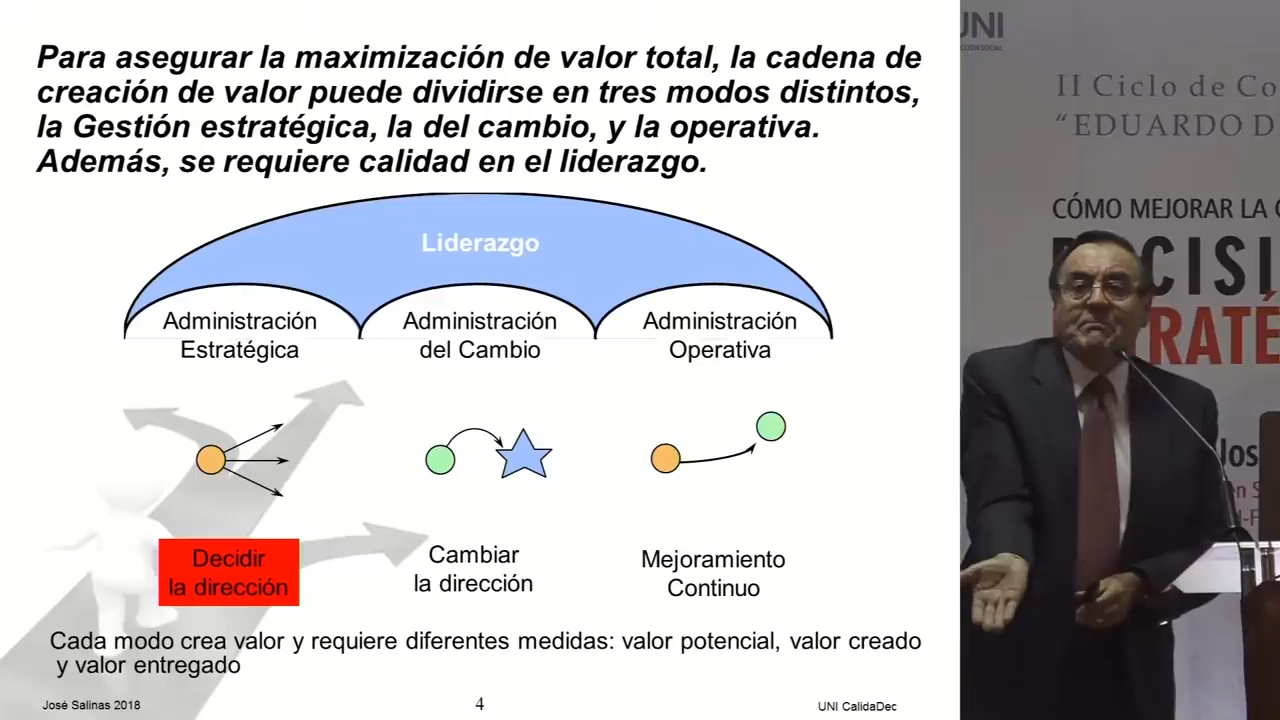 Para asegurar la maximización de valor total, la cadena de
creación de valor puede dividirse en tres modos distintos,
la Gestión estratégica, la del cambio, y la operativa.
Además, se requiere calidad en el liderazgo.
Liderazgo
Administración
Estratégica
Administración
del Cambio
Administración
Operativa
Decidir
la dirección
Cambiar
la dirección
Mejoramiento
Continuo
Cada modo crea valor y requiere diferentes medidas: valor potencial, valor creado
y valor entregado
José Salinas 2018
4
UNI CalidaDec
UNI
II Ciclo de Co
"EDUARDO D
CÓMO MEJORAR LA
CISI
RATÉ
Jos